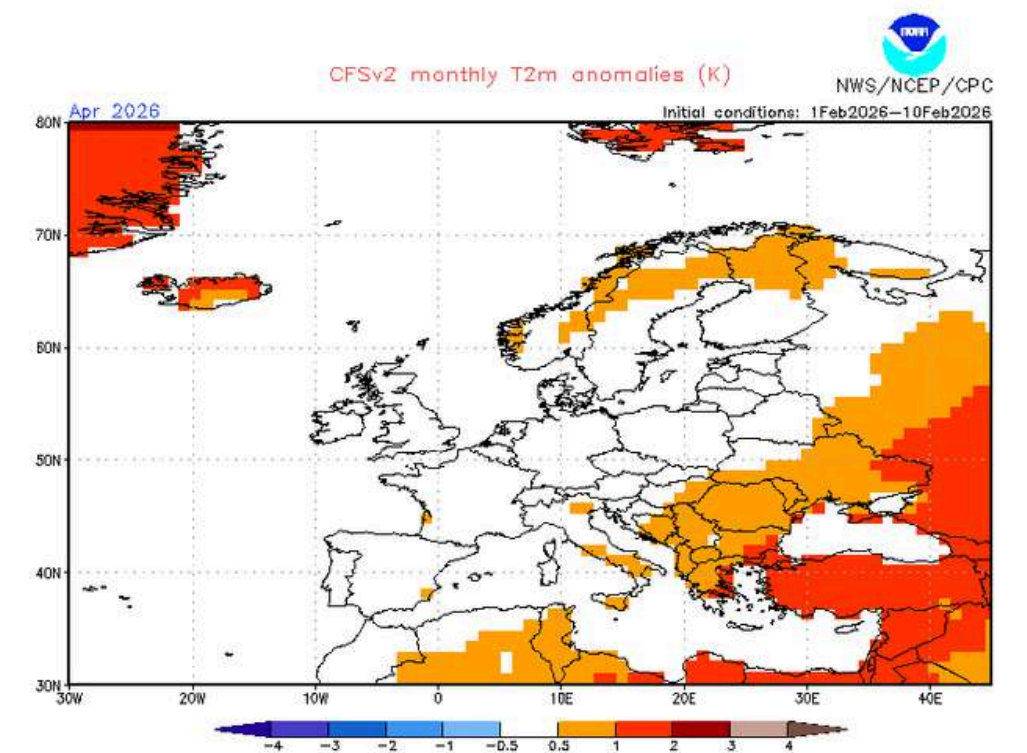 noaa
CFSv2 monthly T2m anomalies (K)
NWS/NCEP/CPC
Apr 2026
Initial conditions: 1Feb2026–10Feb2026
80N
70N
60N
50N
40N
30N
30W 20W 10W 0 10E 20E 30E 40E
-4 -3 -2 -1 -0.5 0.5 1 2 3 4